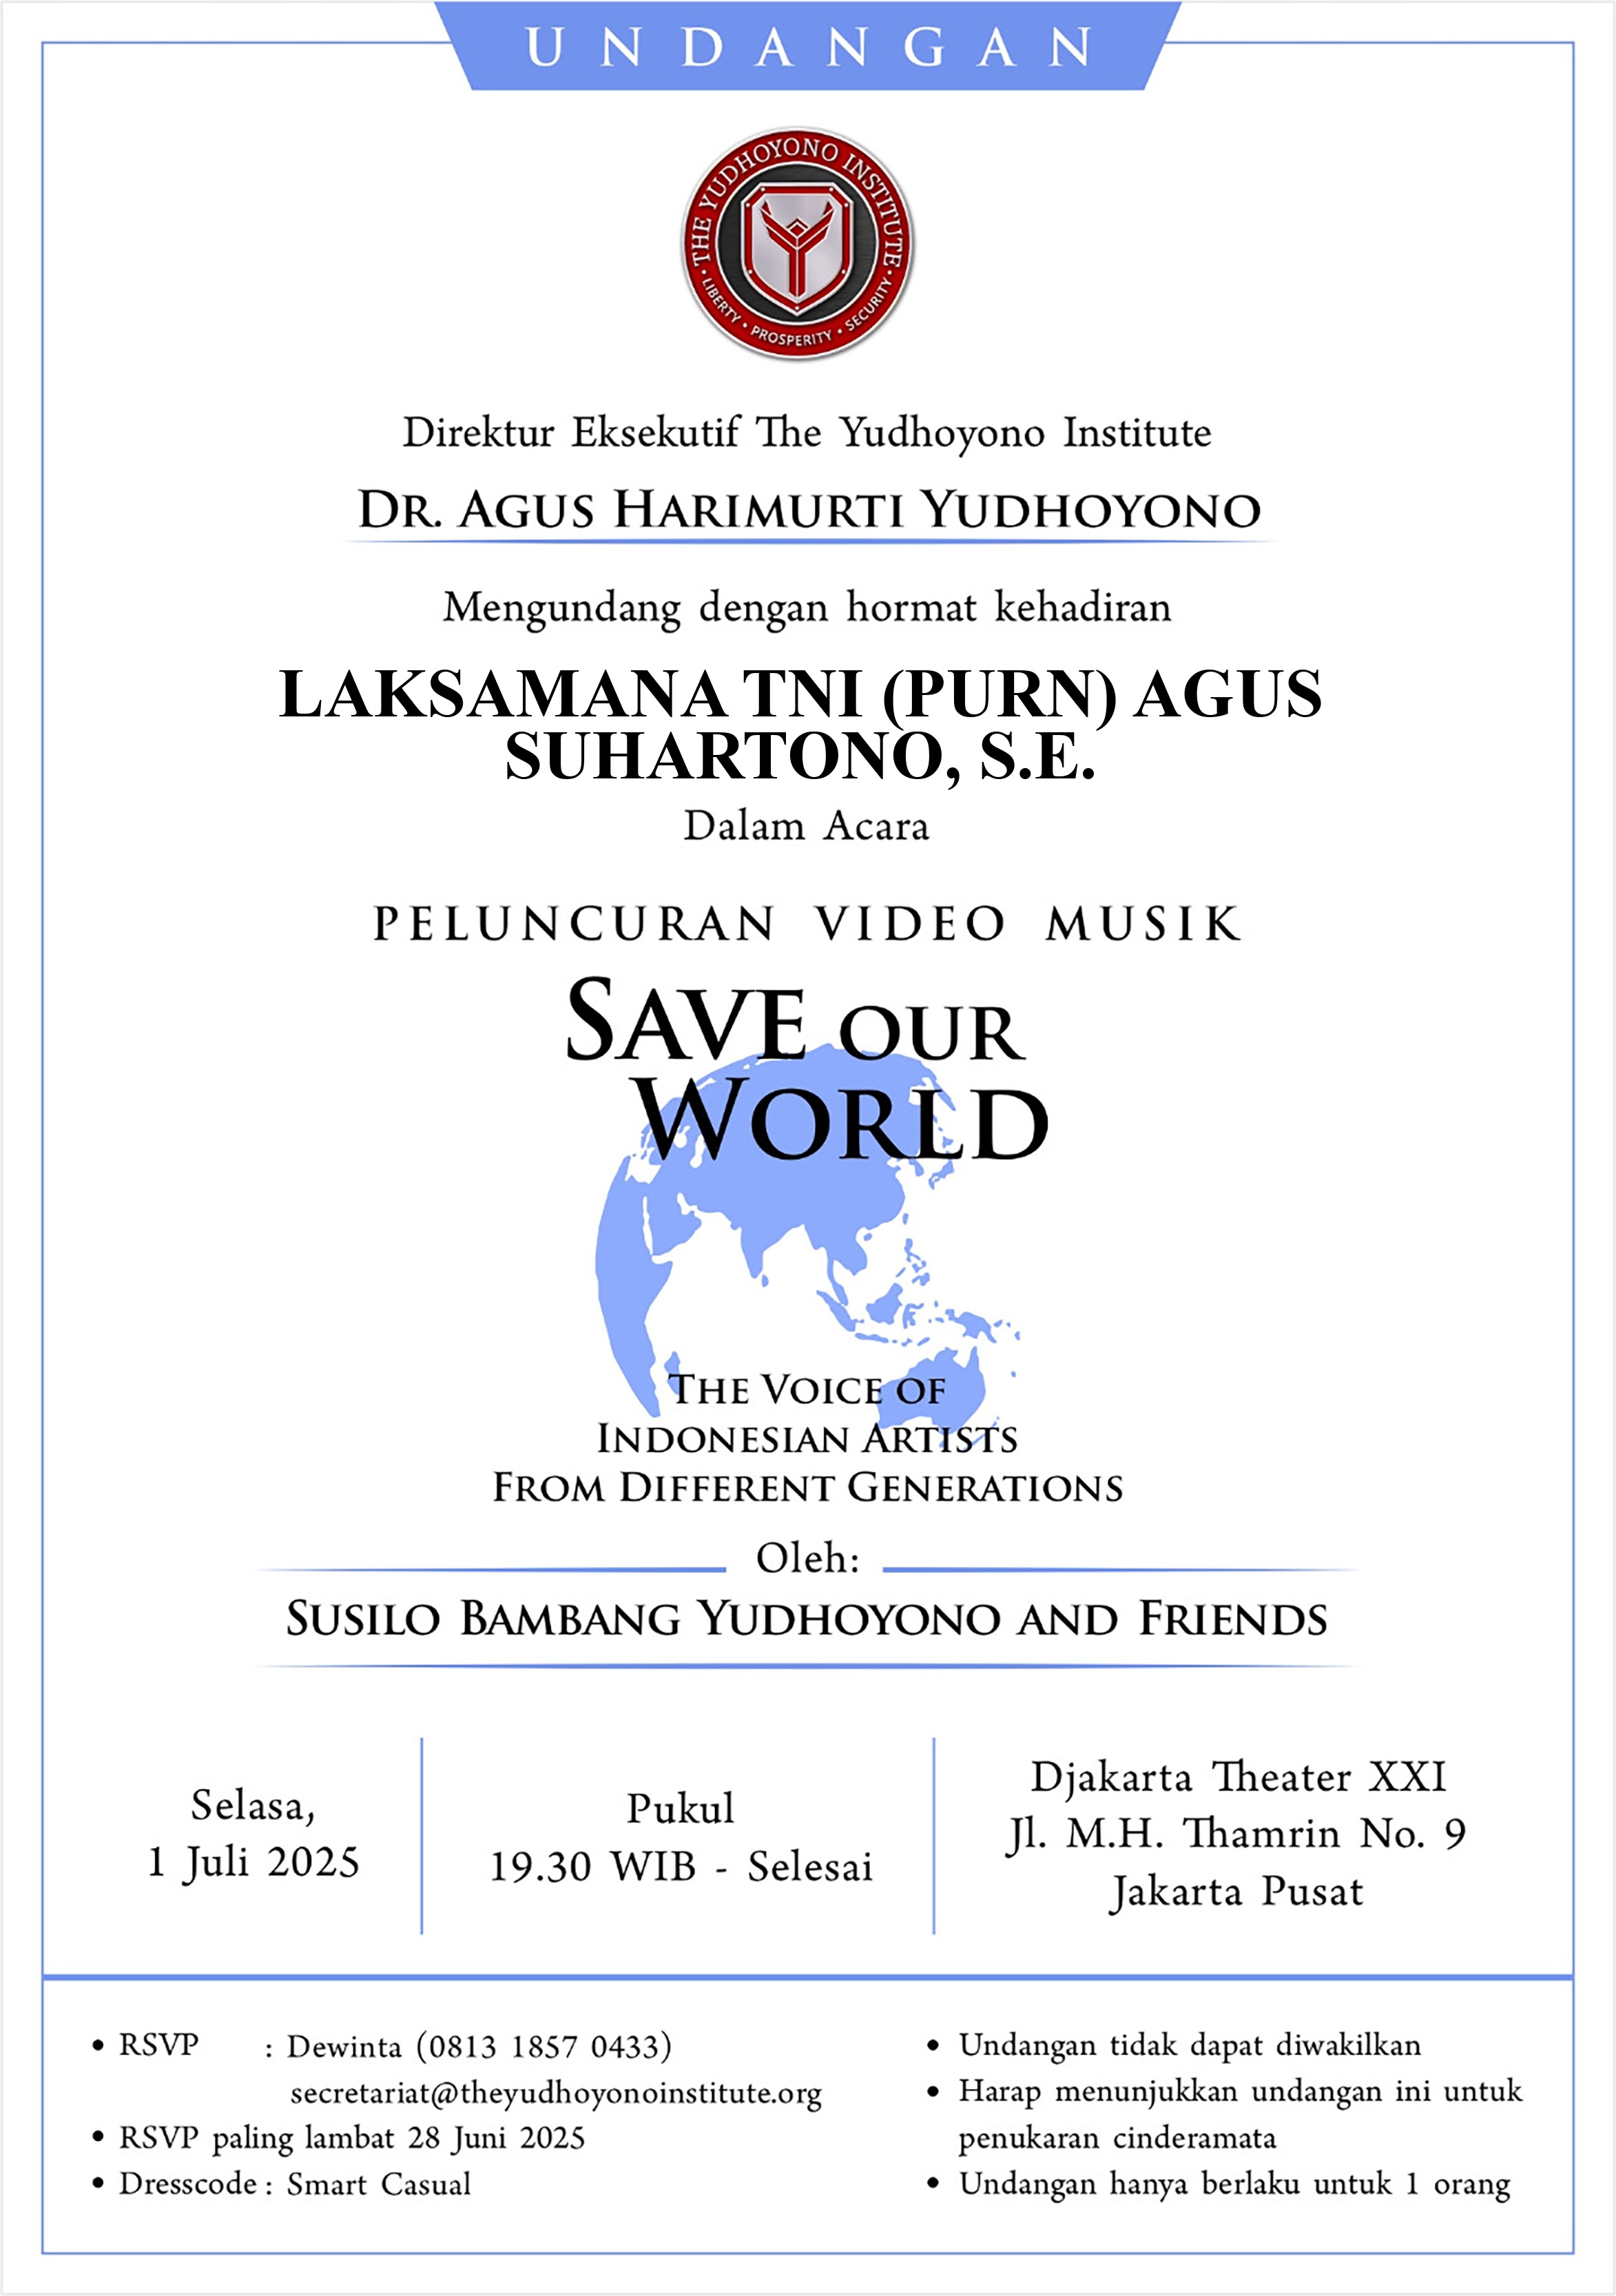 UNDANGAN
THE YUDHOYONO INSTITUTE
LIBERTY • PROSPERITY • SECURITY
Direktur Eksekutif The Yudhoyono Institute
DR. AGUS HARIMURTI YUDHOYONO
Mengundang dengan hormat kehadiran
LAKSAMANA TNI (PURN) AGUS
SUHARTONO, S.E.
Dalam Acara
PELUNCURAN VIDEO MUSIK
SAVE OUR
WORLD
THE VOICE OF
INDONESIAN ARTISTS
FROM DIFFERENT GENERATIONS
Oleh:
SUSILO BAMBANG YUDHOYONO AND FRIENDS
Selasa,
1 Juli 2025
Pukul
19.30 WIB - Selesai
Djakarta Theater XXI
Jl. M.H. Thamrin No. 9
Jakarta Pusat
• RSVP : Dewinta (0813 1857 0433)
secretariat@theyudhoyonoinstitute.org
• RSVP paling lambat 28 Juni 2025
• Dresscode : Smart Casual
• Undangan tidak dapat diwakilkan
• Harap menunjukkan undangan ini untuk
penukaran cinderamata
• Undangan hanya berlaku untuk 1 orang